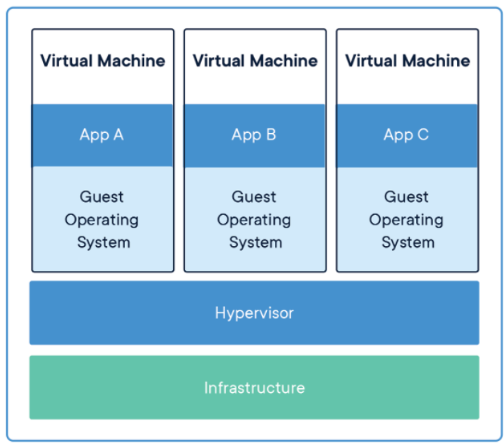 Virtual Machine
App A
Guest
Operating
System
Virtual Machine
App B
Guest
Operating
System
Virtual Machine
App C
Guest
Operating
System
Hypervisor
Infrastructure